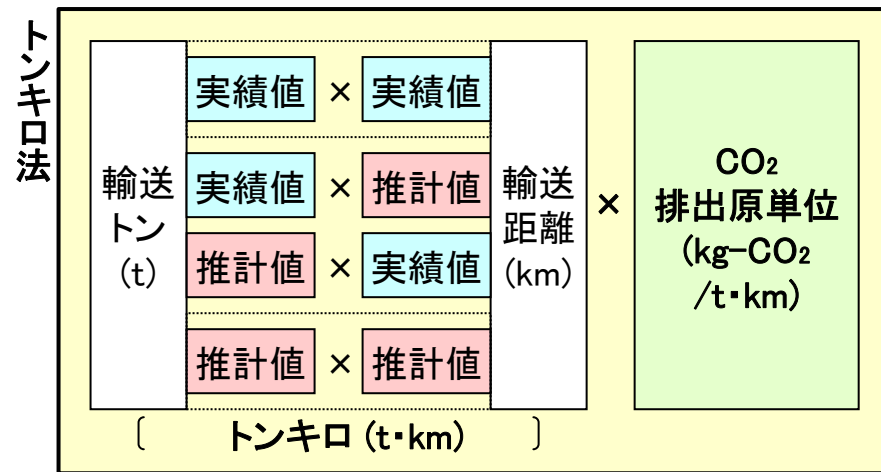 トンキロ法
輸送
トン
(t)
実績値 × 実績値
実績値 × 推計値
推計値 × 実績値
推計値 × 推計値
輸送
距離
(km)
×
CO₂
排出原単位
(kg-CO₂
/t・km)
〔 トンキロ (t・km) 〕